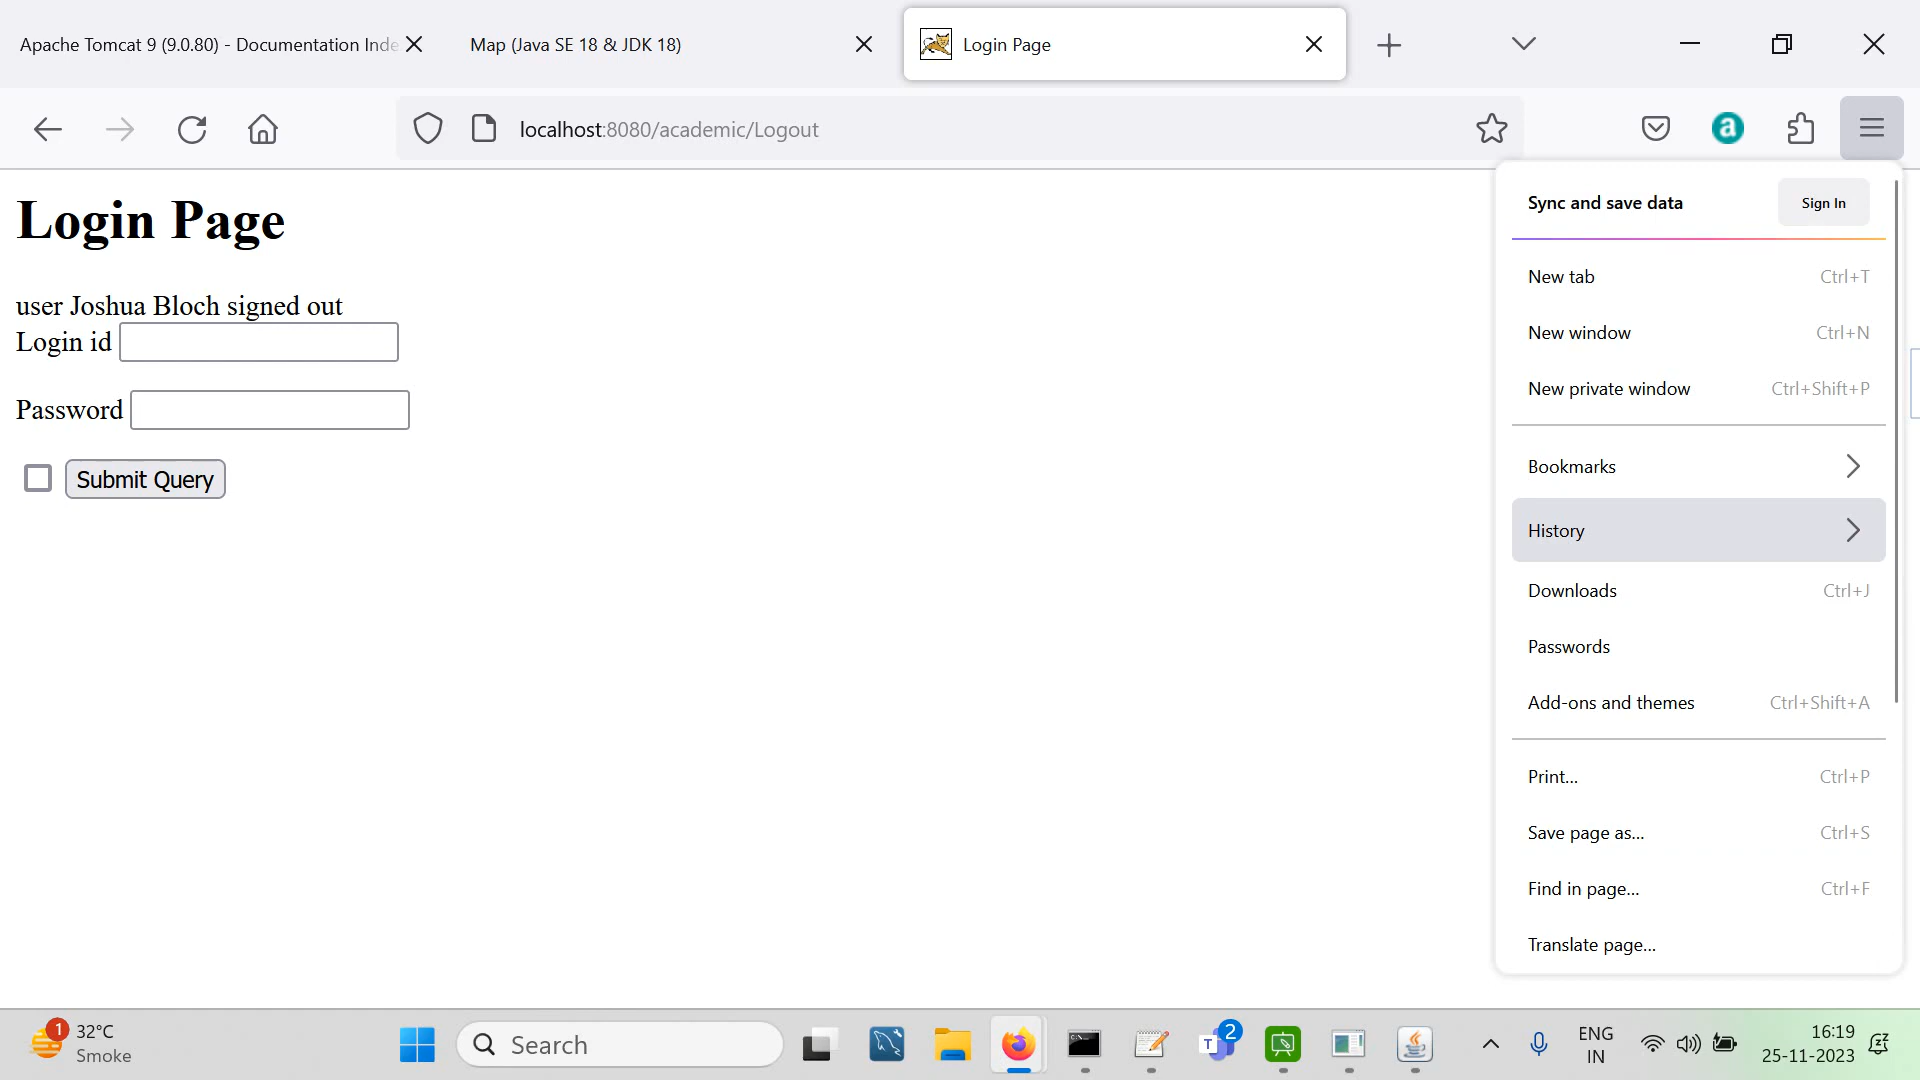 Apache Tomcat 9 (9.0.80) - Documentation Inde
Map (Java SE 18 & JDK 18)
Login Page
localhost:8080/academic/Logout
a
Login Page
user Joshua Bloch signed out
Login id
Password
Submit Query
Sync and save data Sign In
New tab Ctrl+T
New window Ctrl+N
New private window Ctrl+Shift+P
Bookmarks
History
Downloads Ctrl+J
Passwords
Add-ons and themes Ctrl+Shift+A
Print... Ctrl+P
Save page as... Ctrl+S
Find in page... Ctrl+F
Translate page...
1
32°C
Smoke
Search
T
2
ENG
IN
16:19
25-11-2023